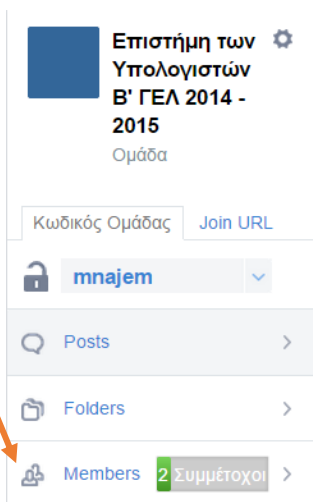 Επιστήμη των
Υπολογιστών
Β' ΓΕΛ 2014 -
2015
Ομάδα
Κωδικός Ομάδας Join URL
mnajem
Posts
Folders
Members 2 Συμμέτοχοι